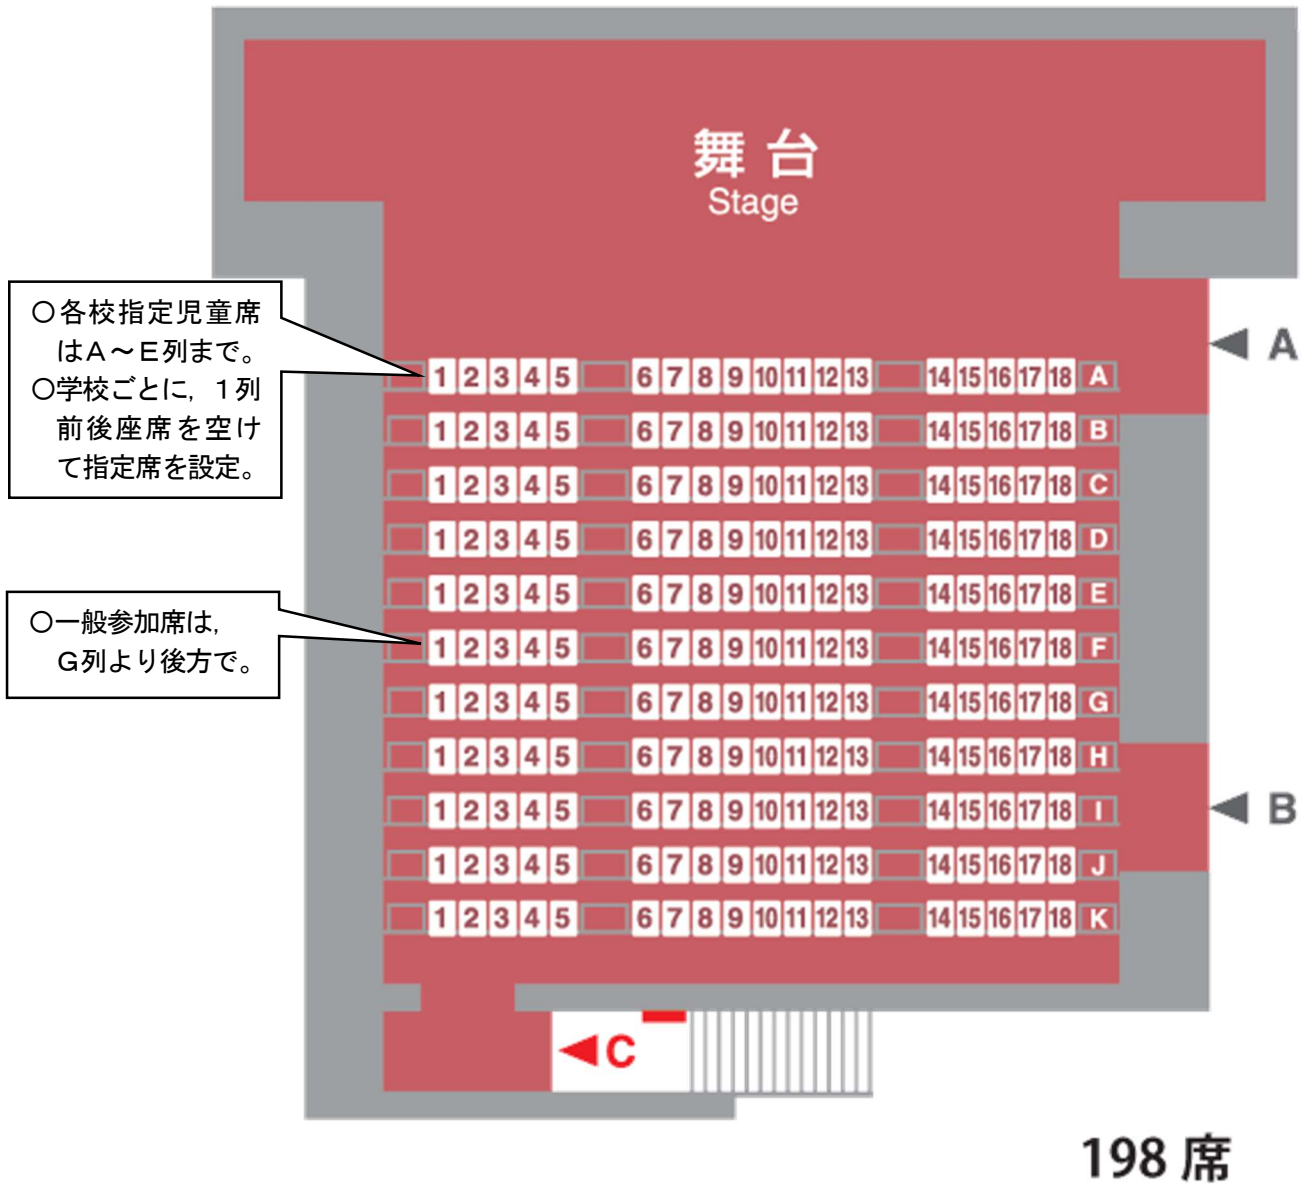 舞台
Stage
○各校指定児童席
はA～E列まで。
○学校ごとに，１列
前後座席を空け
て指定席を設定。
A
1 2 3 4 5 6 7 8 9 10 11 12 13 14 15 16 17 18 A
1 2 3 4 5 6 7 8 9 10 11 12 13 14 15 16 17 18 B
1 2 3 4 5 6 7 8 9 10 11 12 13 14 15 16 17 18 C
1 2 3 4 5 6 7 8 9 10 11 12 13 14 15 16 17 18 D
1 2 3 4 5 6 7 8 9 10 11 12 13 14 15 16 17 18 E
○一般参加席は，
G列より後方で。
1 2 3 4 5 6 7 8 9 10 11 12 13 14 15 16 17 18 F
1 2 3 4 5 6 7 8 9 10 11 12 13 14 15 16 17 18 G
1 2 3 4 5 6 7 8 9 10 11 12 13 14 15 16 17 18 H
1 2 3 4 5 6 7 8 9 10 11 12 13 14 15 16 17 18 I
B
1 2 3 4 5 6 7 8 9 10 11 12 13 14 15 16 17 18 J
1 2 3 4 5 6 7 8 9 10 11 12 13 14 15 16 17 18 K
C
198 席